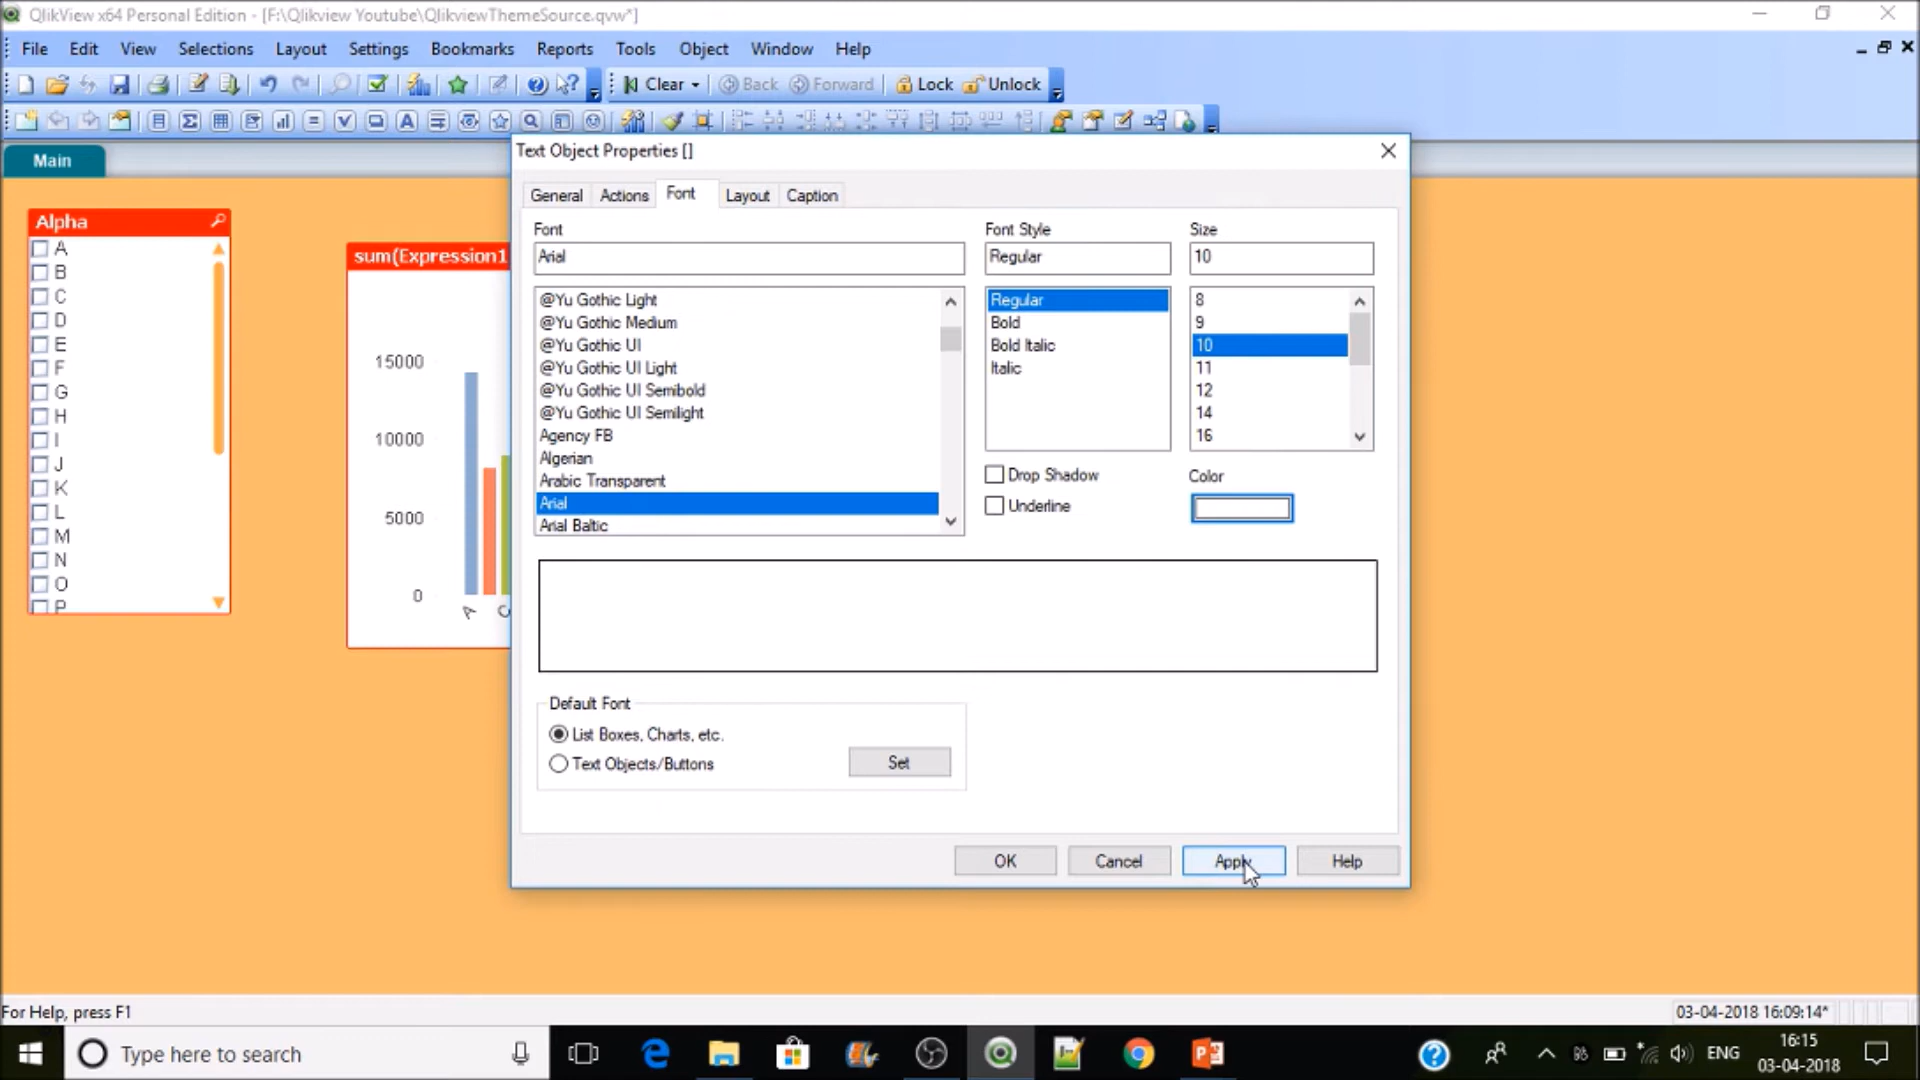 QlikView x64 Personal Edition - [F:\Qlikview Youtube\QlikviewThemeSource.qvw*]
File Edit View Selections Layout Settings Bookmarks Reports Tools Object Window Help
Clear Back Forward Lock Unlock
Main
Text Object Properties []
General Actions Font Layout Caption
Alpha
A
B
C
D
E
F
G
H
I
J
K
L
M
N
O
P
sum(Expression1
15000
10000
5000
0
A C
Font
Arial
@Yu Gothic Light
@Yu Gothic Medium
@Yu Gothic UI
@Yu Gothic UI Light
@Yu Gothic UI Semibold
@Yu Gothic UI Semilight
Agency FB
Algerian
Arabic Transparent
Arial
Arial Baltic
Font Style
Regular
Regular
Bold
Bold Italic
Italic
Size
10
8
9
10
11
12
14
16
Drop Shadow
Underline
Color
Default Font
List Boxes, Charts, etc.
Text Objects/Buttons
Set
OK Cancel Apply Help
For Help, press F1
03-04-2018 16:09:14*
Type here to search
ENG
16:15
03-04-2018